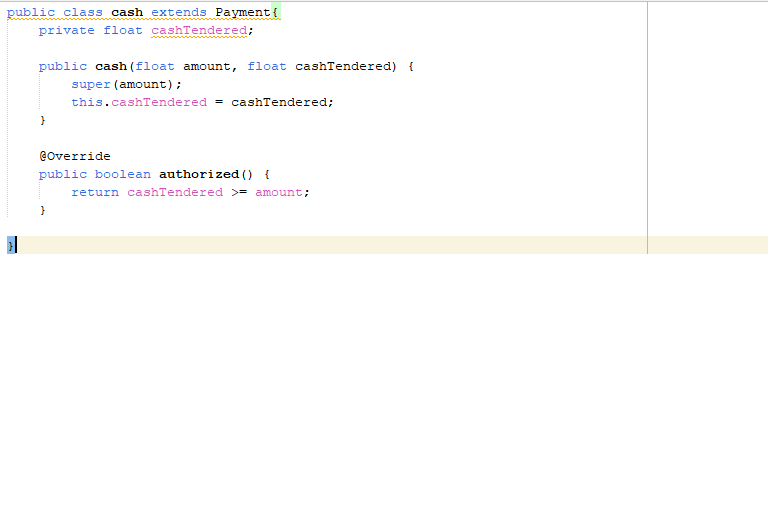 public class cash extends Payment{
    private float cashTendered;

    public cash(float amount, float cashTendered) {
        super(amount);
        this.cashTendered = cashTendered;
    }

    @Override
    public boolean authorized() {
        return cashTendered >= amount;
    }

}